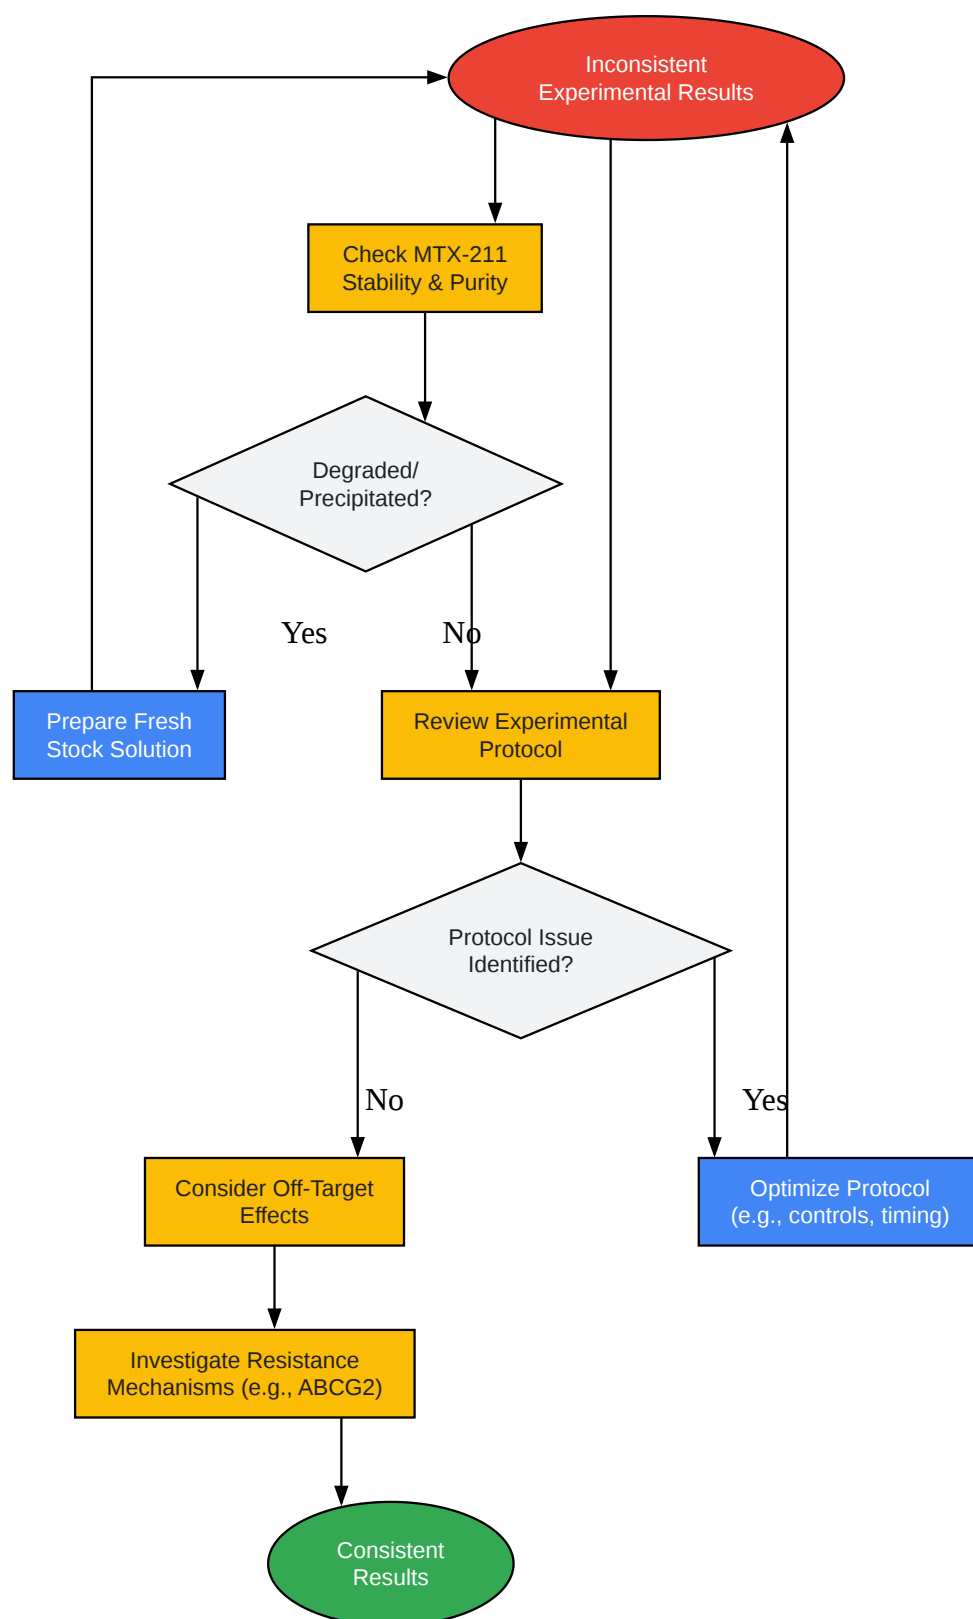 Inconsistent
Experimental Results
Check MTX-211
Stability & Purity
Degraded/
Precipitated?
Yes
No
Prepare Fresh
Stock Solution
Review Experimental
Protocol
Protocol Issue
Identified?
No
Yes
Consider Off-Target
Effects
Optimize Protocol
(e.g., controls, timing)
Investigate Resistance
Mechanisms (e.g., ABCG2)
Consistent
Results